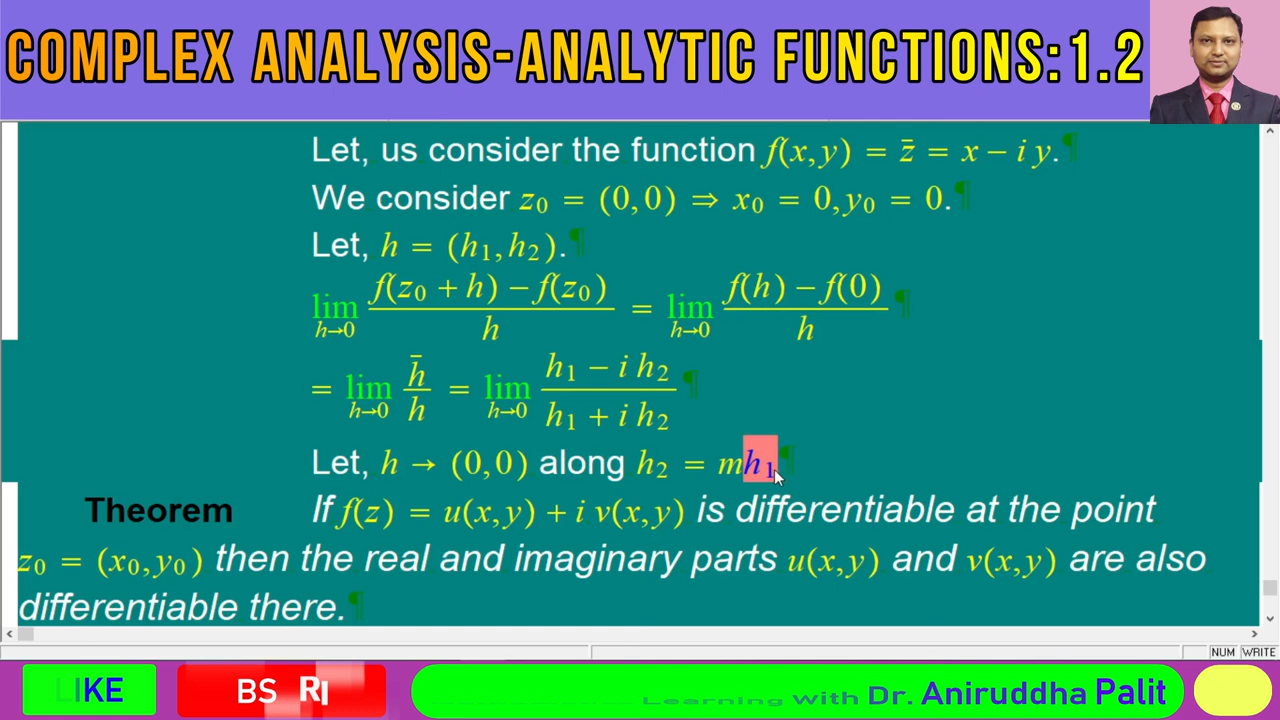 COMPLEX ANALYSIS-ANALYTIC FUNCTIONS:1.2
Let, us consider the function f(x,y) = z̄ = x − i y.¶
We consider z₀ = (0,0) ⇒ x₀ = 0,y₀ = 0.¶
Let, h = (h₁,h₂).¶
lim h→0 f(z₀ + h) − f(z₀) / h = lim h→0 f(h) − f(0) / h ¶
= lim h→0 h̄ / h = lim h→0 h₁ − i h₂ / h₁ + i h₂ ¶
Let, h → (0,0) along h₂ = mh₁¶
Theorem If f(z) = u(x,y) + i v(x,y) is differentiable at the point
z₀ = (x₀,y₀) then the real and imaginary parts u(x,y) and v(x,y) are also
differentiable there.¶
NUM WRITE
LIKE BS RI Learning with Dr. Aniruddha Palit